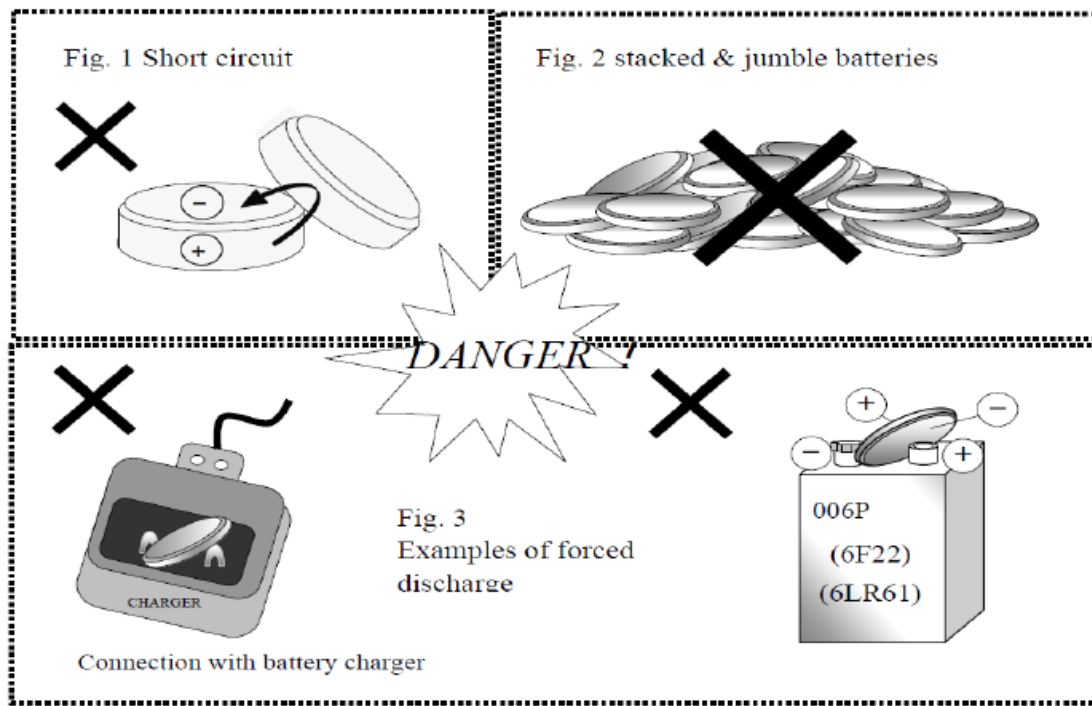 Fig. 1 Short circuit
Fig. 2 stacked & jumble batteries
−
+
DANGER !
CHARGER
Connection with battery charger
Fig. 3
Examples of forced
discharge
+
−
−
+
006P
(6F22)
(6LR61)